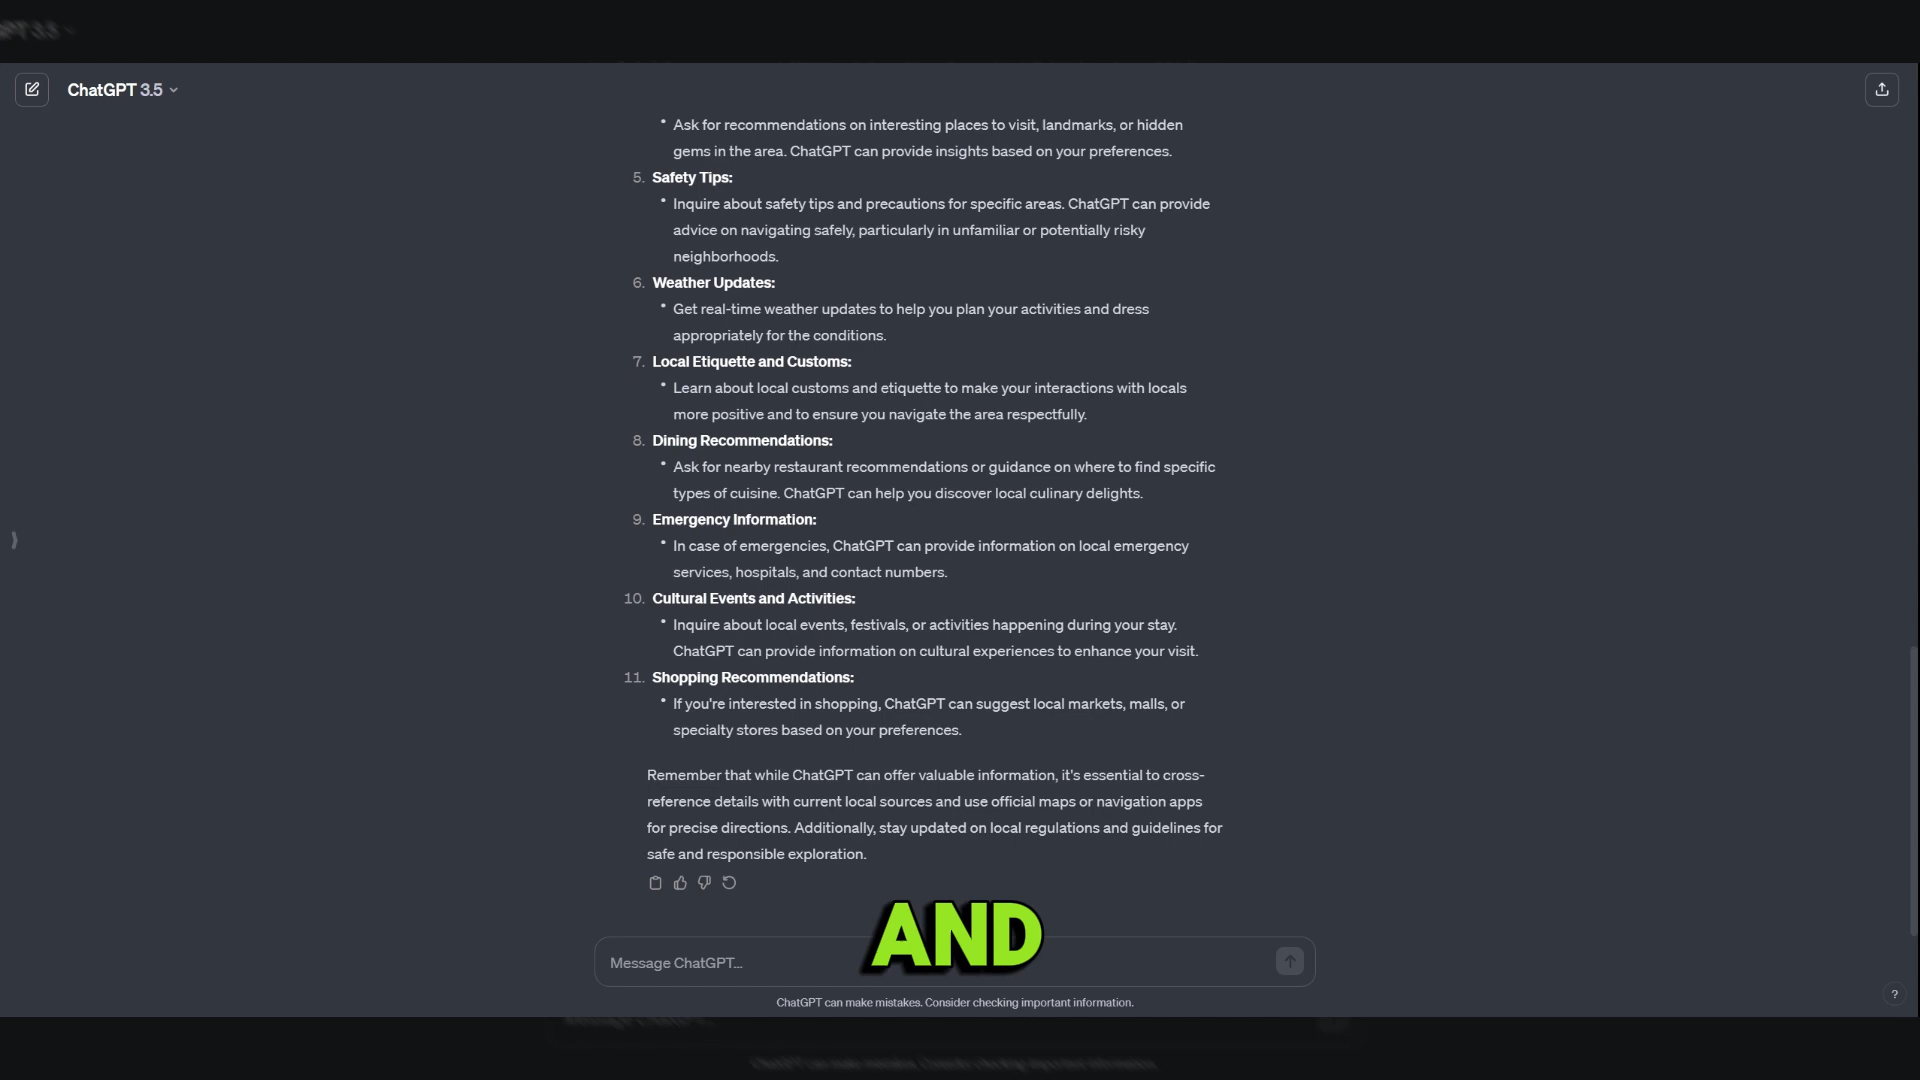 ChatGPT 3.5
• Ask for recommendations on interesting places to visit, landmarks, or hidden
gems in the area. ChatGPT can provide insights based on your preferences.
5. Safety Tips:
• Inquire about safety tips and precautions for specific areas. ChatGPT can provide
advice on navigating safely, particularly in unfamiliar or potentially risky
neighborhoods.
6. Weather Updates:
• Get real-time weather updates to help you plan your activities and dress
appropriately for the conditions.
7. Local Etiquette and Customs:
• Learn about local customs and etiquette to make your interactions with locals
more positive and to ensure you navigate the area respectfully.
8. Dining Recommendations:
• Ask for nearby restaurant recommendations or guidance on where to find specific
types of cuisine. ChatGPT can help you discover local culinary delights.
9. Emergency Information:
• In case of emergencies, ChatGPT can provide information on local emergency
services, hospitals, and contact numbers.
10. Cultural Events and Activities:
• Inquire about local events, festivals, or activities happening during your stay.
ChatGPT can provide information on cultural experiences to enhance your visit.
11. Shopping Recommendations:
• If you're interested in shopping, ChatGPT can suggest local markets, malls, or
specialty stores based on your preferences.
Remember that while ChatGPT can offer valuable information, it's essential to cross-
reference details with current local sources and use official maps or navigation apps
for precise directions. Additionally, stay updated on local regulations and guidelines for
safe and responsible exploration.
AND
Message ChatGPT...
ChatGPT can make mistakes. Consider checking important information.
?